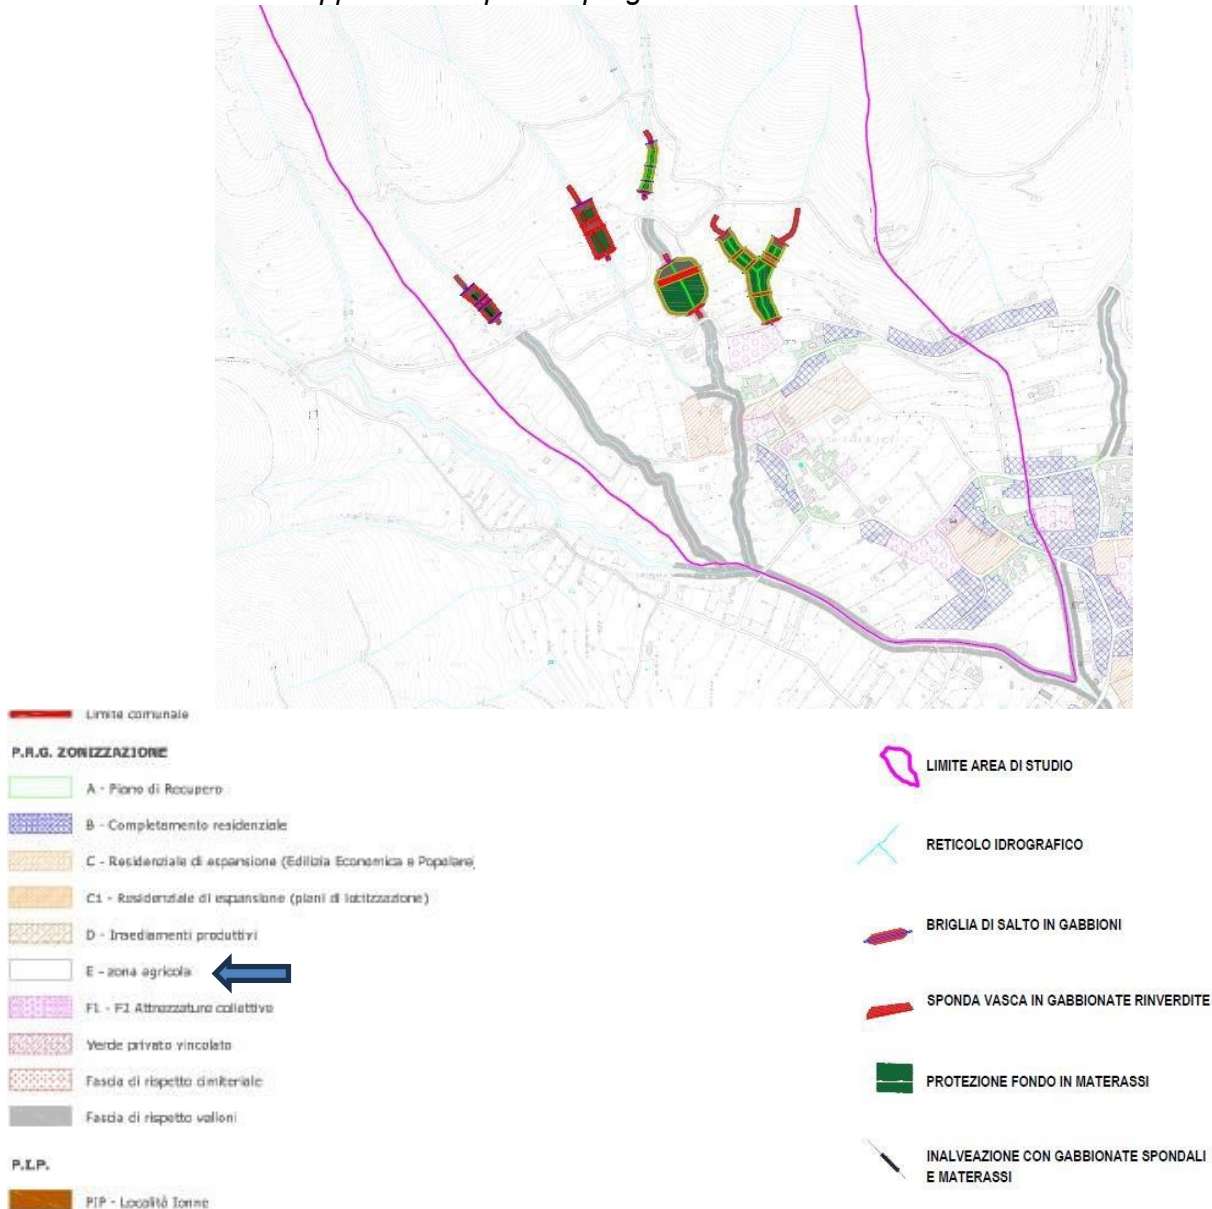 Limite comunale
P.R.G. ZONIZZAZIONE
A - Piano di Recupero
B - Completamento residenziale
C - Residenziale di espansione (Edilizia Economica e Popolare)
C1 - Residenziale di espansione (piani di lottizzazione)
D - Insediamenti produttivi
E - zona agricola
F1 - F2 Attrezzature collettive
Verde privato vincolato
Fascia di rispetto cimiteriale
Fascia di rispetto valloni
P.I.P.
PIP - Località Ionne
LIMITE AREA DI STUDIO
RETICOLO IDROGRAFICO
BRIGLIA DI SALTO IN GABBIONI
SPONDA VASCA IN GABBIONATE RINVERDITE
PROTEZIONE FONDO IN MATERASSI
INALVEAZIONE CON GABBIONATE SPONDALI
E MATERASSI